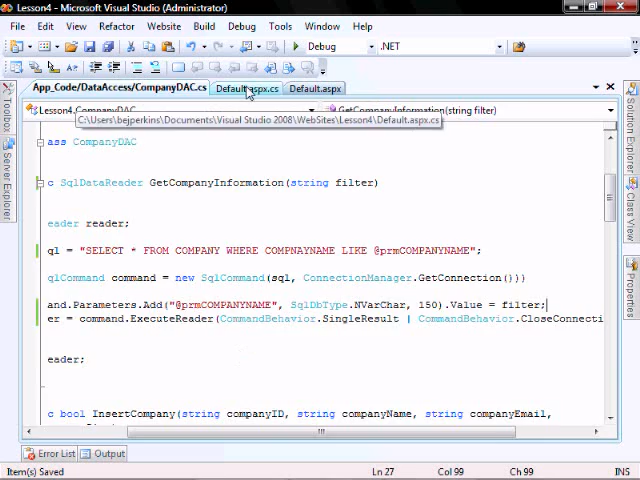 Lesson4 - Microsoft Visual Studio (Administrator)
File Edit View Refactor Website Build Debug Data Tools Window Help
Debug .NET
App_Code/DataAccess/CompanyDAC.cs Default.aspx.cs Default.aspx
Lesson4.CompanyDAC GetCompanyInformation(string filter)
C:\Users\bejperkins\Documents\Visual Studio 2008\WebSites\Lesson4\Default.aspx.cs
ass CompanyDAC
c SqlDataReader GetCompanyInformation(string filter)
eader reader;
ql = "SELECT * FROM COMPANY WHERE COMPNAYNAME LIKE @prmCOMPANYNAME";
qlCommand command = new SqlCommand(sql, ConnectionManager.GetConnection()))
and.Parameters.Add("@prmCOMPANYNAME", SqlDbType.NVarChar, 150).Value = filter;
er = command.ExecuteReader(CommandBehavior.SingleResult | CommandBehavior.CloseConnecti
eader;
c bool InsertCompany(string companyID, string companyName, string companyEmail,
Toolbox
Server Explorer
Solution Explorer
Class View
Properties
Error List Output
Item(s) Saved Ln 27 Col 99 Ch 99 INS